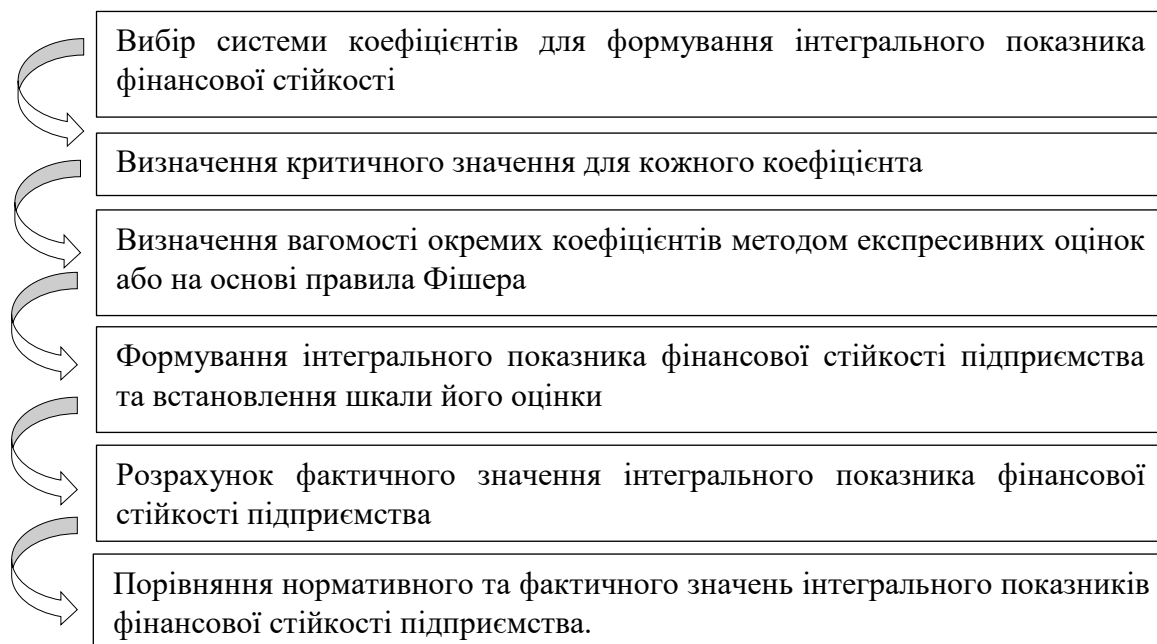 Вибір системи коефіцієнтів для формування інтегрального показника
фінансової стійкості
Визначення критичного значення для кожного коефіцієнта
Визначення вагомості окремих коефіцієнтів методом експресивних оцінок
або на основі правила Фішера
Формування інтегрального показника фінансової стійкості підприємства
та встановлення шкали його оцінки
Розрахунок фактичного значення інтегрального показника фінансової
стійкості підприємства
Порівняння нормативного та фактичного значень інтегрального показників
фінансової стійкості підприємства.